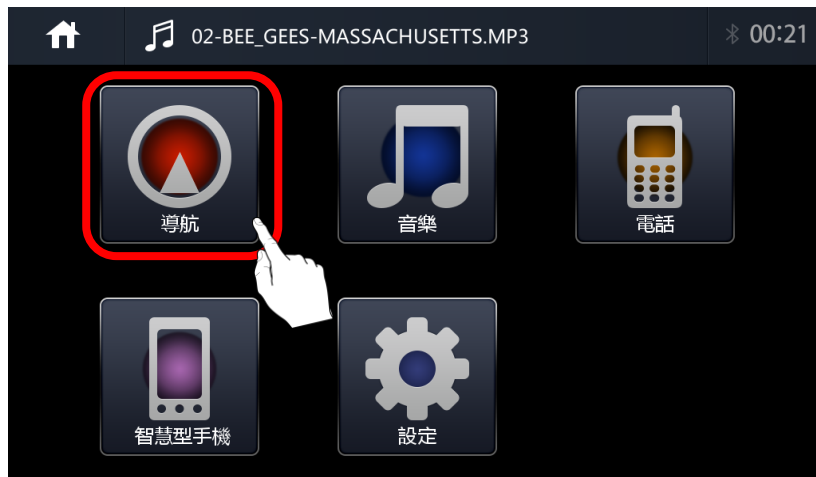 02-BEE_GEES-MASSACHUSETTS.MP3
00:21
導航
音樂
電話
智慧型手機
設定